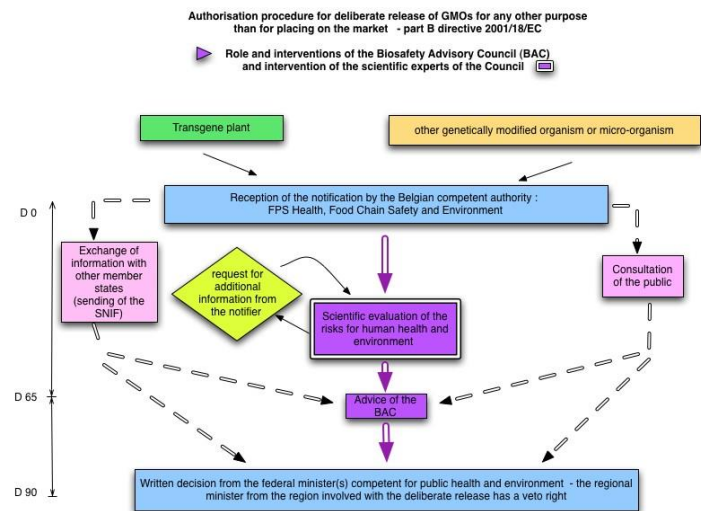 Authorisation procedure for deliberate release of GMOs for any other purpose
than for placing on the market - part B directive 2001/18/EC
Role and interventions of the Biosafety Advisory Council (BAC)
and intervention of the scientific experts of the Council
Transgene plant
other genetically modified organism or micro-organism
Reception of the notification by the Belgian competent authority :
FPS Health, Food Chain Safety and Environment
D 0
Exchange of
information with
other member
states
(sending of the
SNIF)
request for
additional
information from
the notifier
Consultation
of the public
Scientific evaluation of the
risks for human health and
environment
D 65
Advice of the
BAC
Written decision from the federal minister(s) competent for public health and environment - the regional
minister from the region involved with the deliberate release has a veto right
D 90